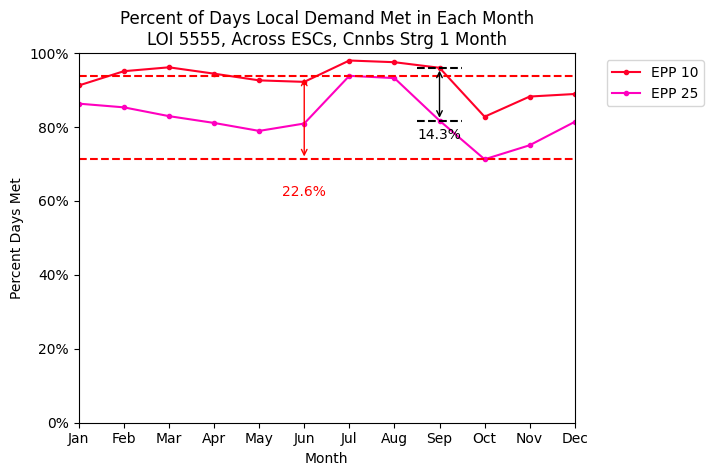 Percent of Days Local Demand Met in Each Month
LOI 5555, Across ESCs, Cnnbs Strg 1 Month
100%
80%
60%
40%
20%
0%
Percent Days Met
14.3%
22.6%
EPP 10
EPP 25
Jan Feb Mar Apr May Jun Jul Aug Sep Oct Nov Dec
Month